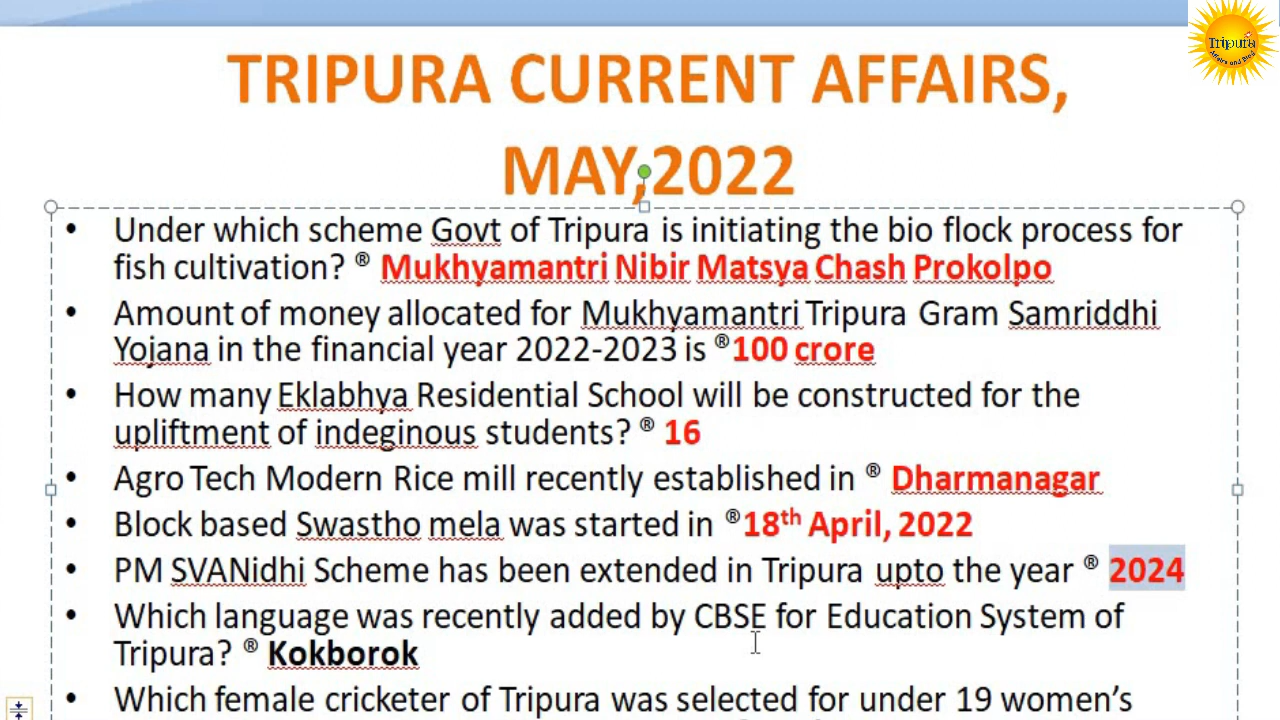 Tripura
Affairs and Blog
TRIPURA CURRENT AFFAIRS,
MAY,2022
• Under which scheme Govt of Tripura is initiating the bio flock process for
fish cultivation? ® Mukhyamantri Nibir Matsya Chash Prokolpo
• Amount of money allocated for Mukhyamantri Tripura Gram Samriddhi
Yojana in the financial year 2022-2023 is ®100 crore
• How many Eklabhya Residential School will be constructed for the
upliftment of indeginous students? ® 16
• Agro Tech Modern Rice mill recently established in ® Dharmanagar
• Block based Swastho mela was started in ®18th April, 2022
• PM SVANidhi Scheme has been extended in Tripura upto the year ® 2024
• Which language was recently added by CBSE for Education System of
Tripura? ® Kokborok
• Which female cricketer of Tripura was selected for under 19 women’s